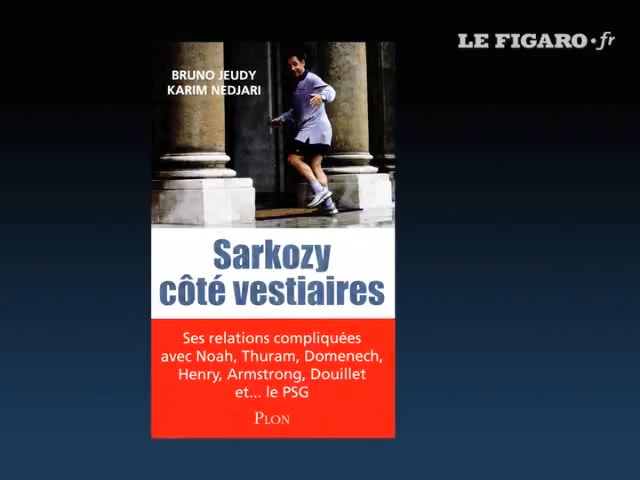 LE FIGARO·fr
BRUNO JEUDY
KARIM NEDJARI
Sarkozy
côté vestiaires
Ses relations compliquées
avec Noah, Thuram, Domenech,
Henry, Armstrong, Douillet
et... le PSG
PLON